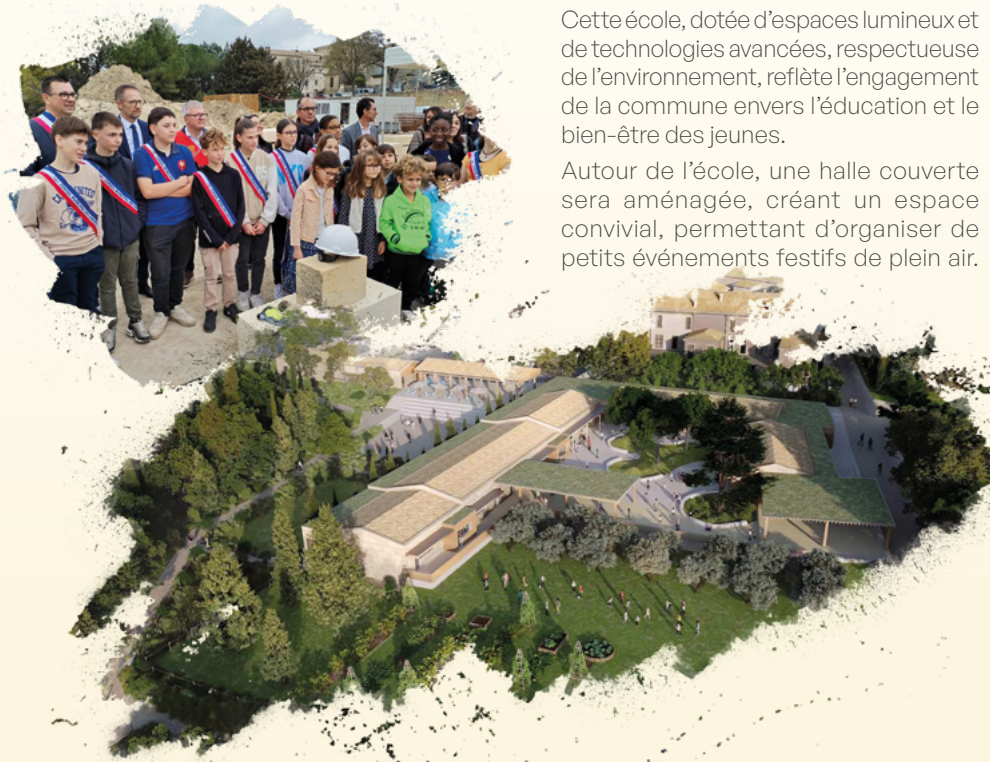 Cette école, dotée d'espaces lumineux et
de technologies avancées, respectueuse
de l'environnement, reflète l'engagement
de la commune envers l'éducation et le
bien-être des jeunes.
Autour de l'école, une halle couverte
sera aménagée, créant un espace
convivial, permettant d'organiser de
petits événements festifs de plein air.